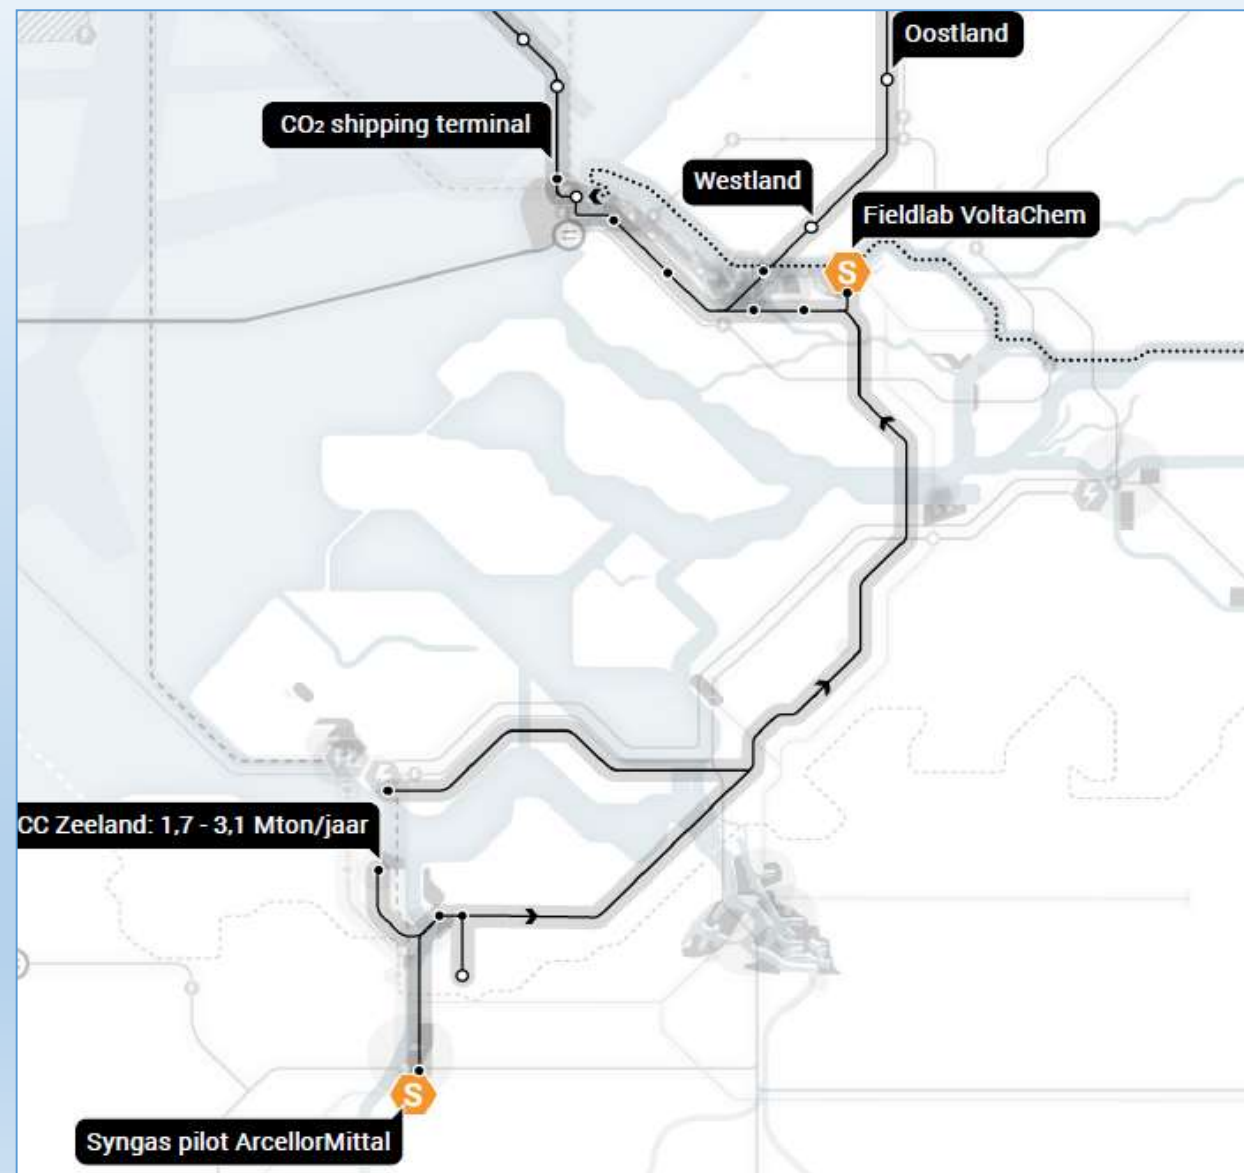 Oostland
CO₂ shipping terminal
Westland
Fieldlab VoltaChem
S
CC Zeeland: 1,7 - 3,1 Mton/jaar
S
Syngas pilot ArcellorMittal